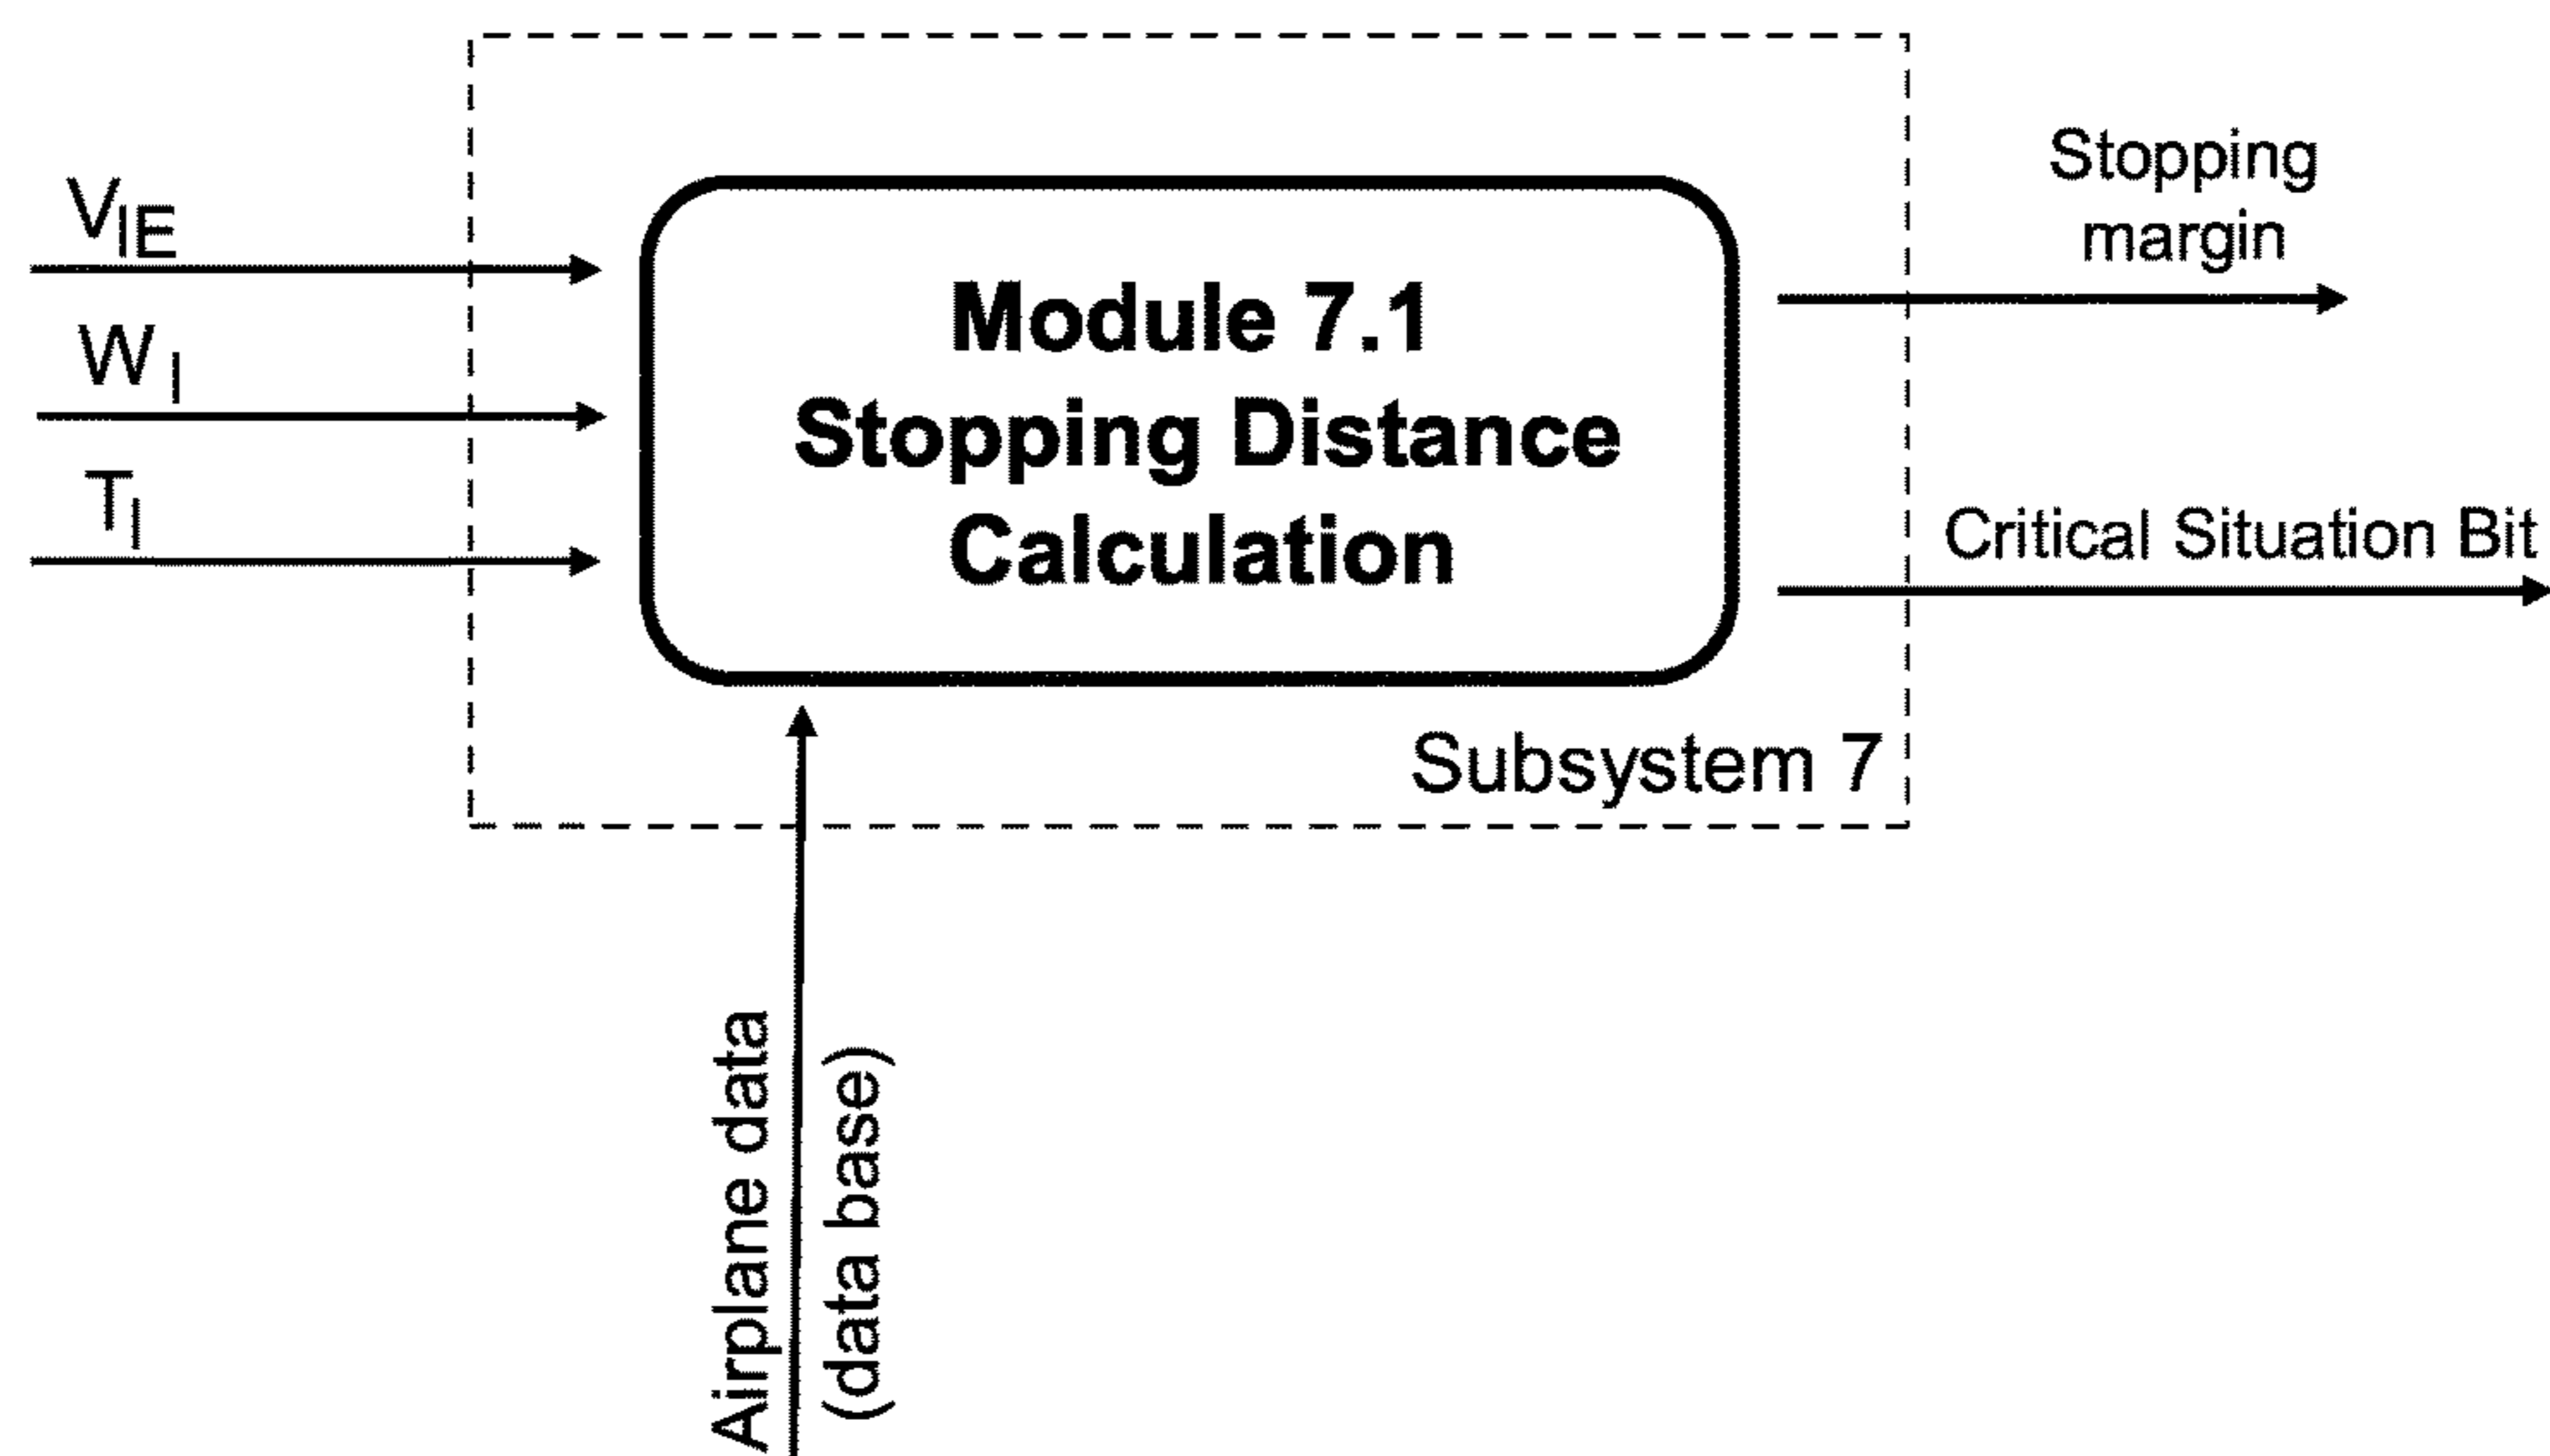 V_IE
W_I
T_I
Module 7.1
Stopping Distance
Calculation
Stopping
margin
Critical Situation Bit
Subsystem 7
Airplane data
(data base)